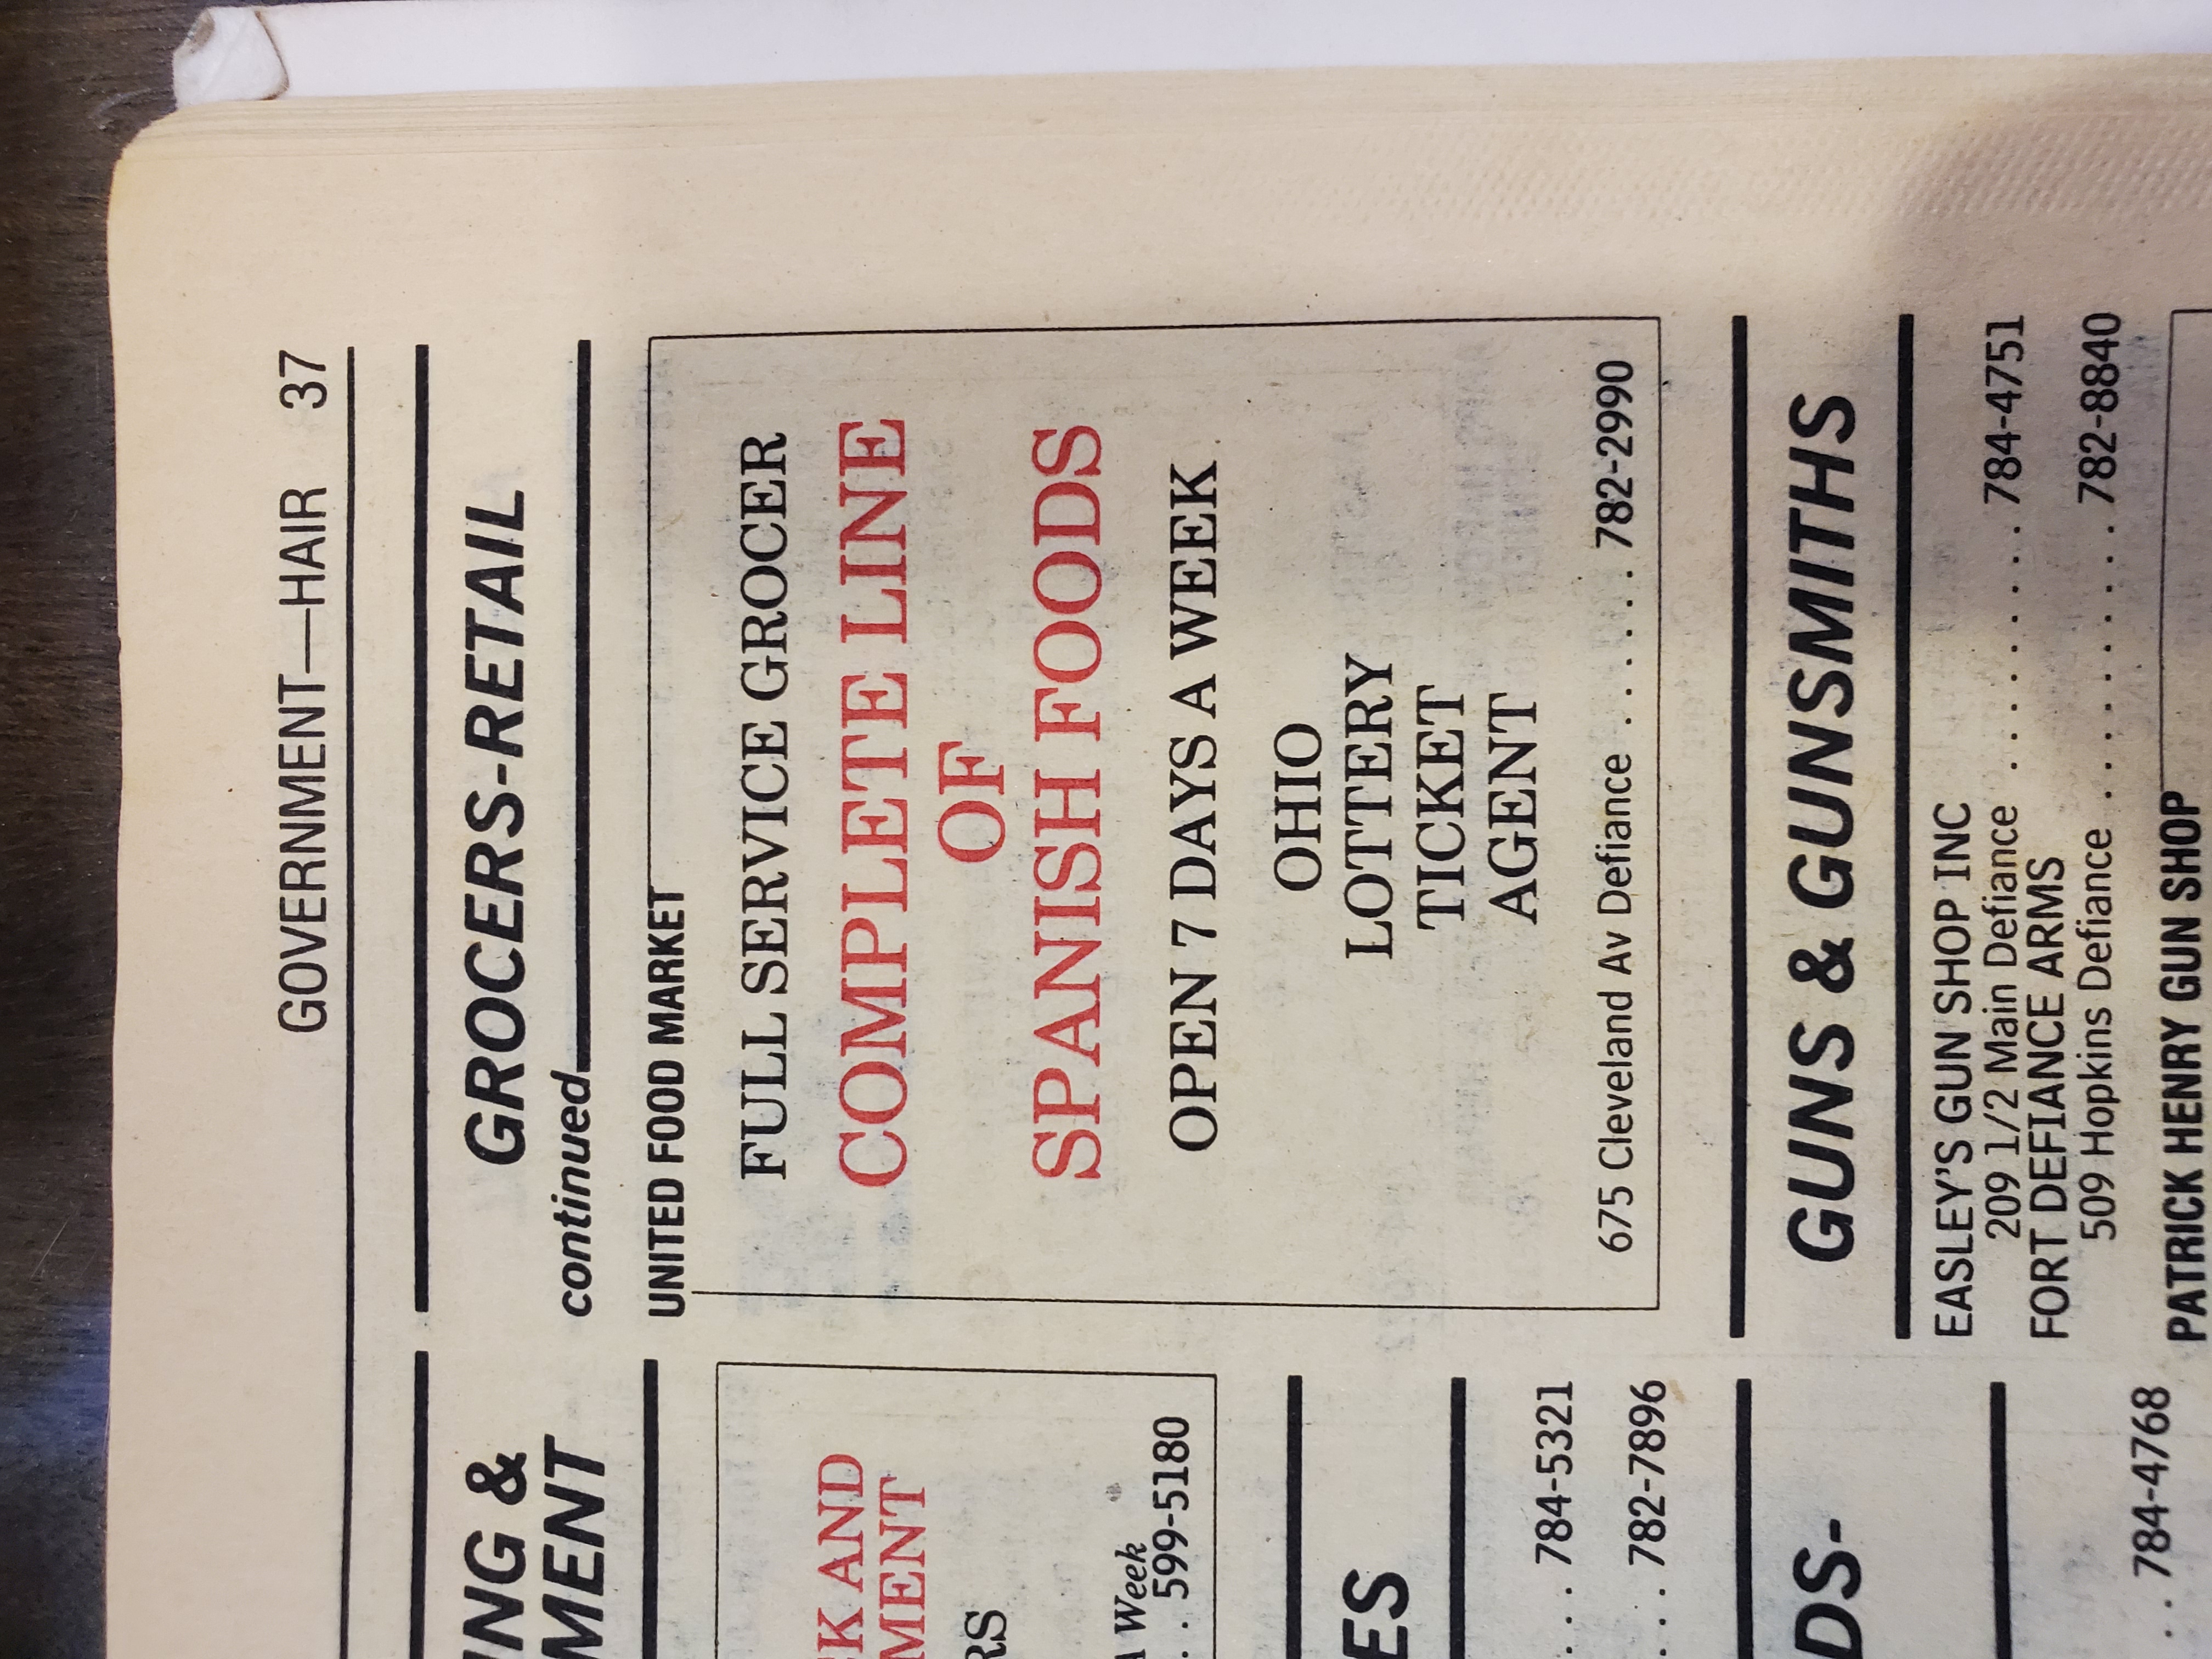 GOVERNMENT—HAIR 37
GROCERS-RETAIL
continued
UNITED FOOD MARKET
FULL SERVICE GROCER
COMPLETE LINE
OF
SPANISH FOODS
OPEN 7 DAYS A WEEK
OHIO
LOTTERY
TICKET
AGENT
675 Cleveland Av Defiance ...... 782-2990
GUNS & GUNSMITHS
EASLEY'S GUN SHOP INC
209 1/2 Main Defiance .......... 784-4751
FORT DEFIANCE ARMS
509 Hopkins Defiance ........... 782-8840
PATRICK HENRY GUN SHOP
ING &
MENT
CK AND
MENT
RS
A Week
.. 599-5180
ES
... 784-5321
... 782-7896
DS-
.. 784-4768